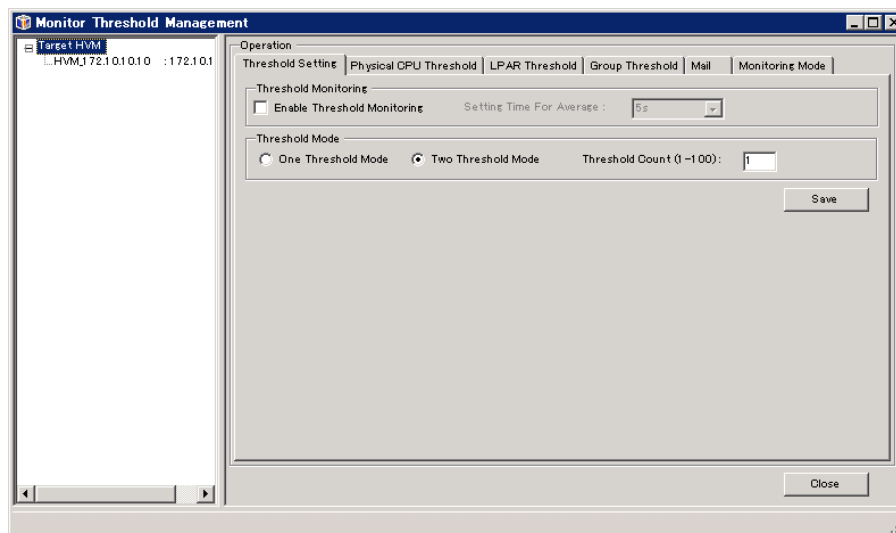 Monitor Threshold Management
Target HVM
HVM_172.10.10.10 :172.10.1
Operation
Threshold Setting Physical CPU Threshold LPAR Threshold Group Threshold Mail Monitoring Mode
Threshold Monitoring
Enable Threshold Monitoring Setting Time For Average : 5s
Threshold Mode
One Threshold Mode Two Threshold Mode Threshold Count (1-100): 1
Save
Close